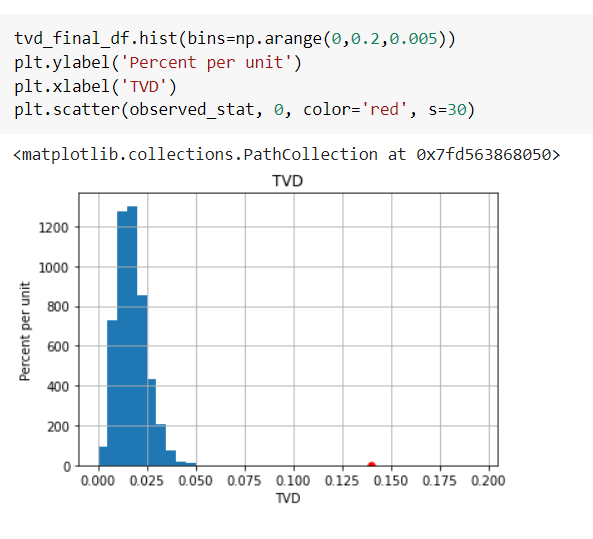 tvd_final_df.hist(bins=np.arange(0,0.2,0.005))
plt.ylabel('Percent per unit')
plt.xlabel('TVD')
plt.scatter(observed_stat, 0, color='red', s=30)
<matplotlib.collections.PathCollection at 0x7fd563868050>
TVD
1200
1000
800
600
400
200
0
Percent per unit
0.000 0.025 0.050 0.075 0.100 0.125 0.150 0.175 0.200
TVD